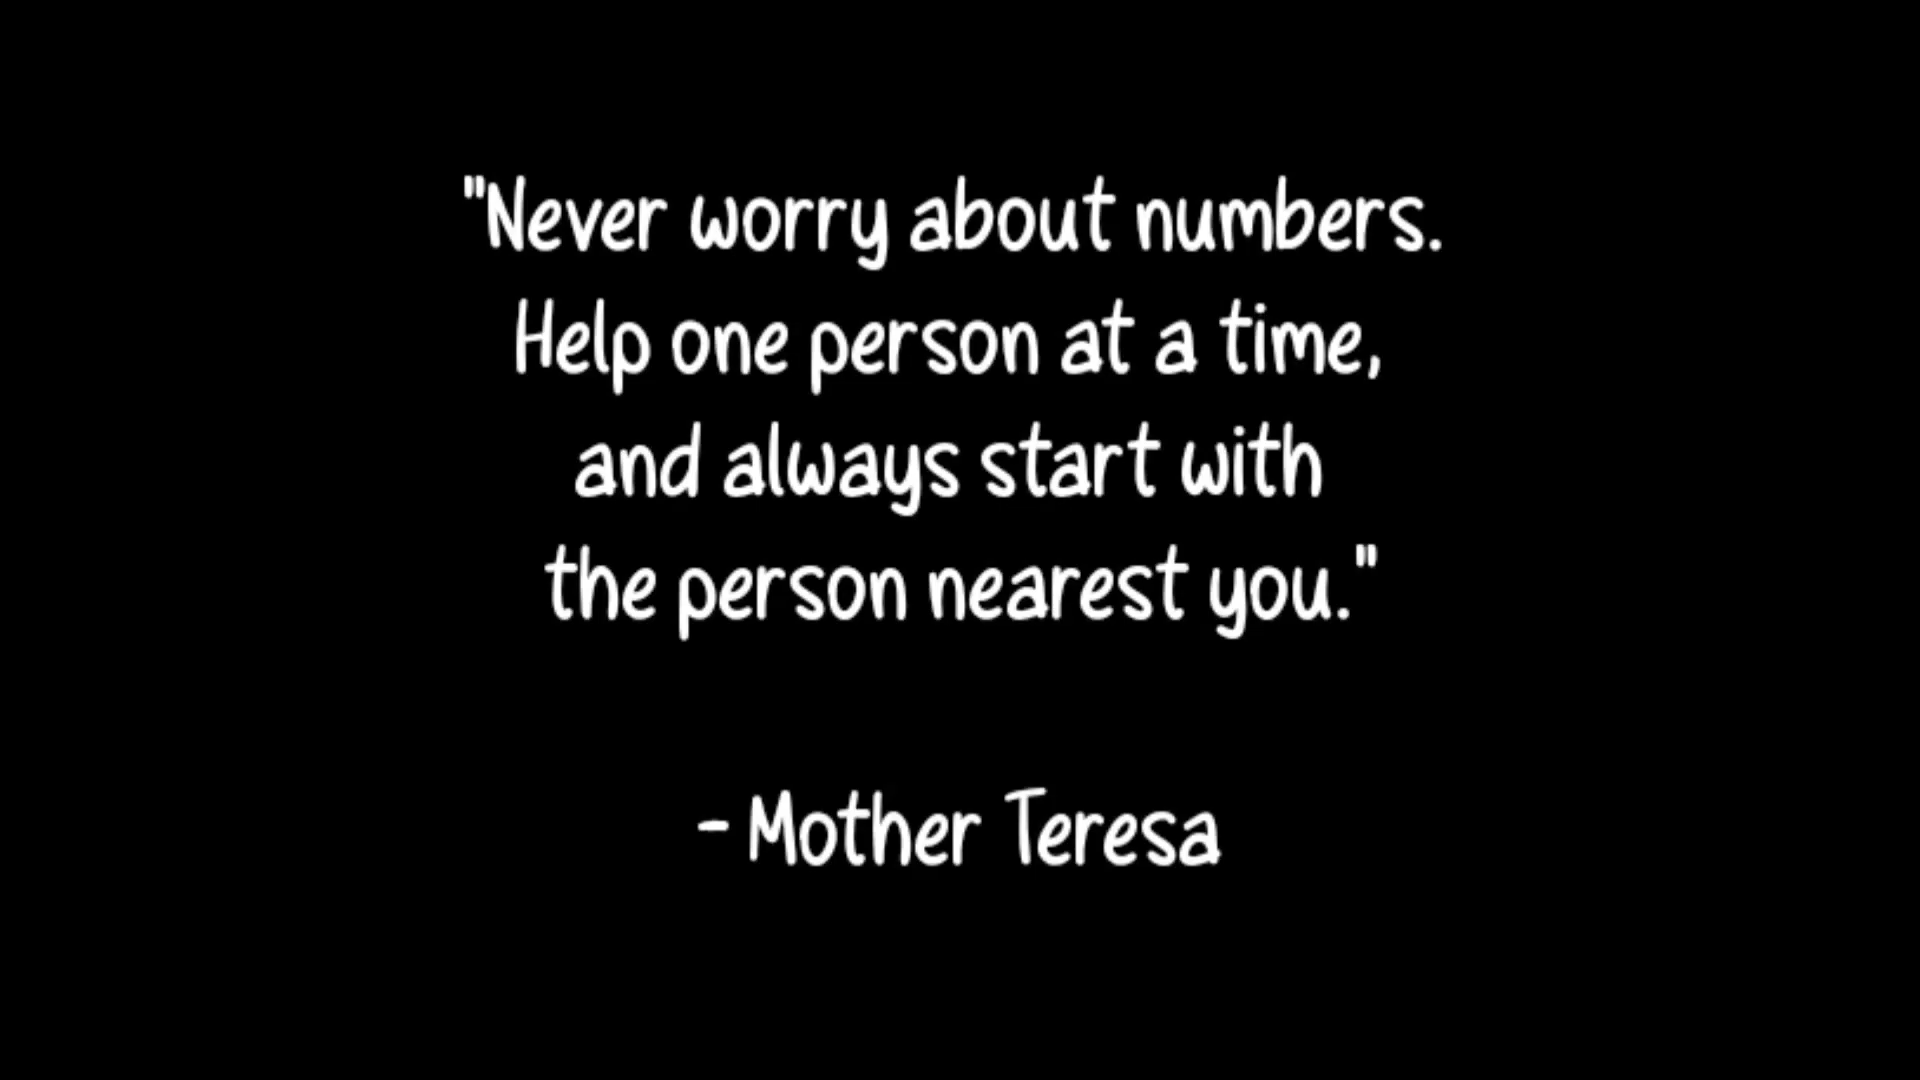 "Never worry about numbers.
Help one person at a time,
and always start with
the person nearest you."
- Mother Teresa